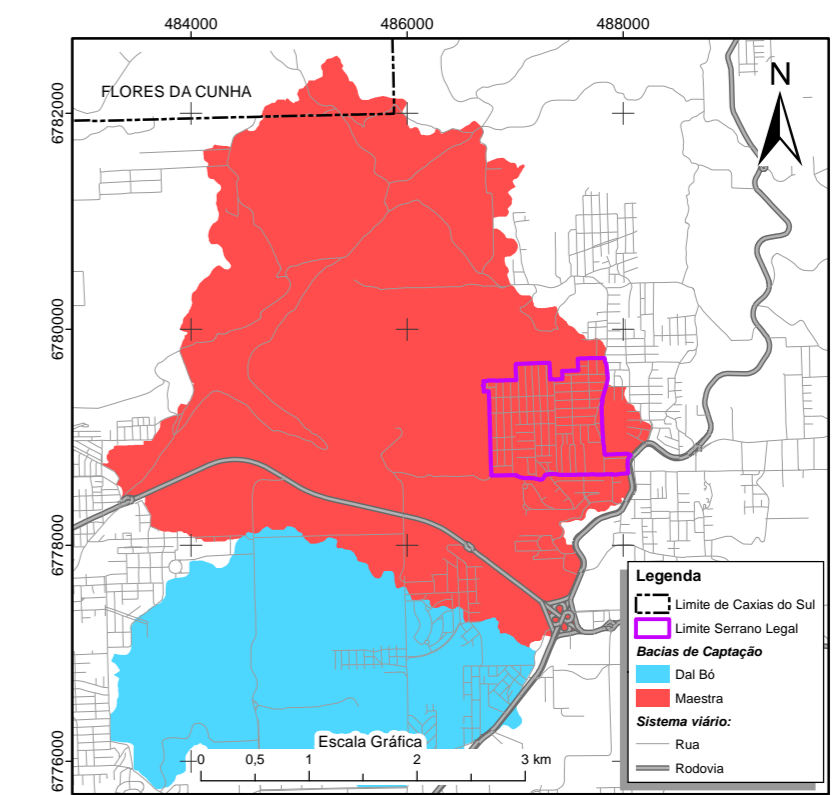 484000 486000 488000
FLORES DA CUNHA
N
6782000
6780000
6778000
6776000
Legenda
Limite de Caxias do Sul
Limite Serrano Legal
Bacias de Captação
Dal Bó
Maestra
Sistema viário:
Rua
Rodovia
Escala Gráfica
0 0,5 1 2 3 km